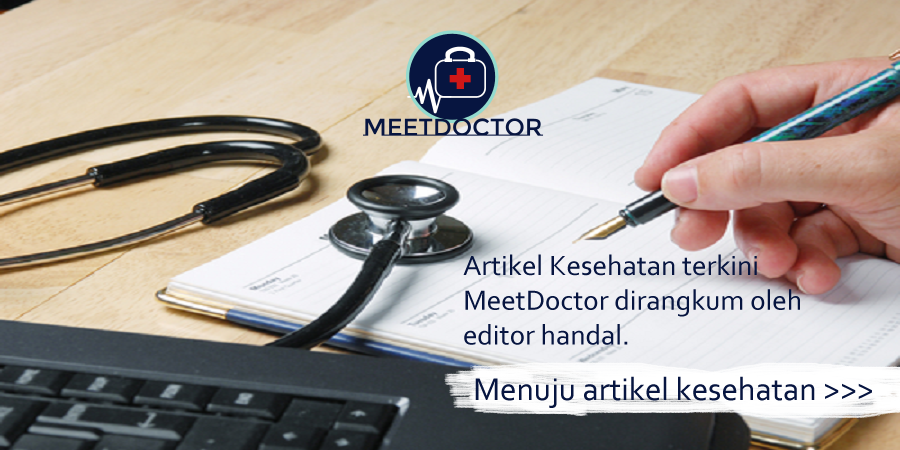 MEETDOCTOR
Artikel Kesehatan terkini
MeetDoctor dirangkum oleh
editor handal.
Menuju artikel kesehatan >>>